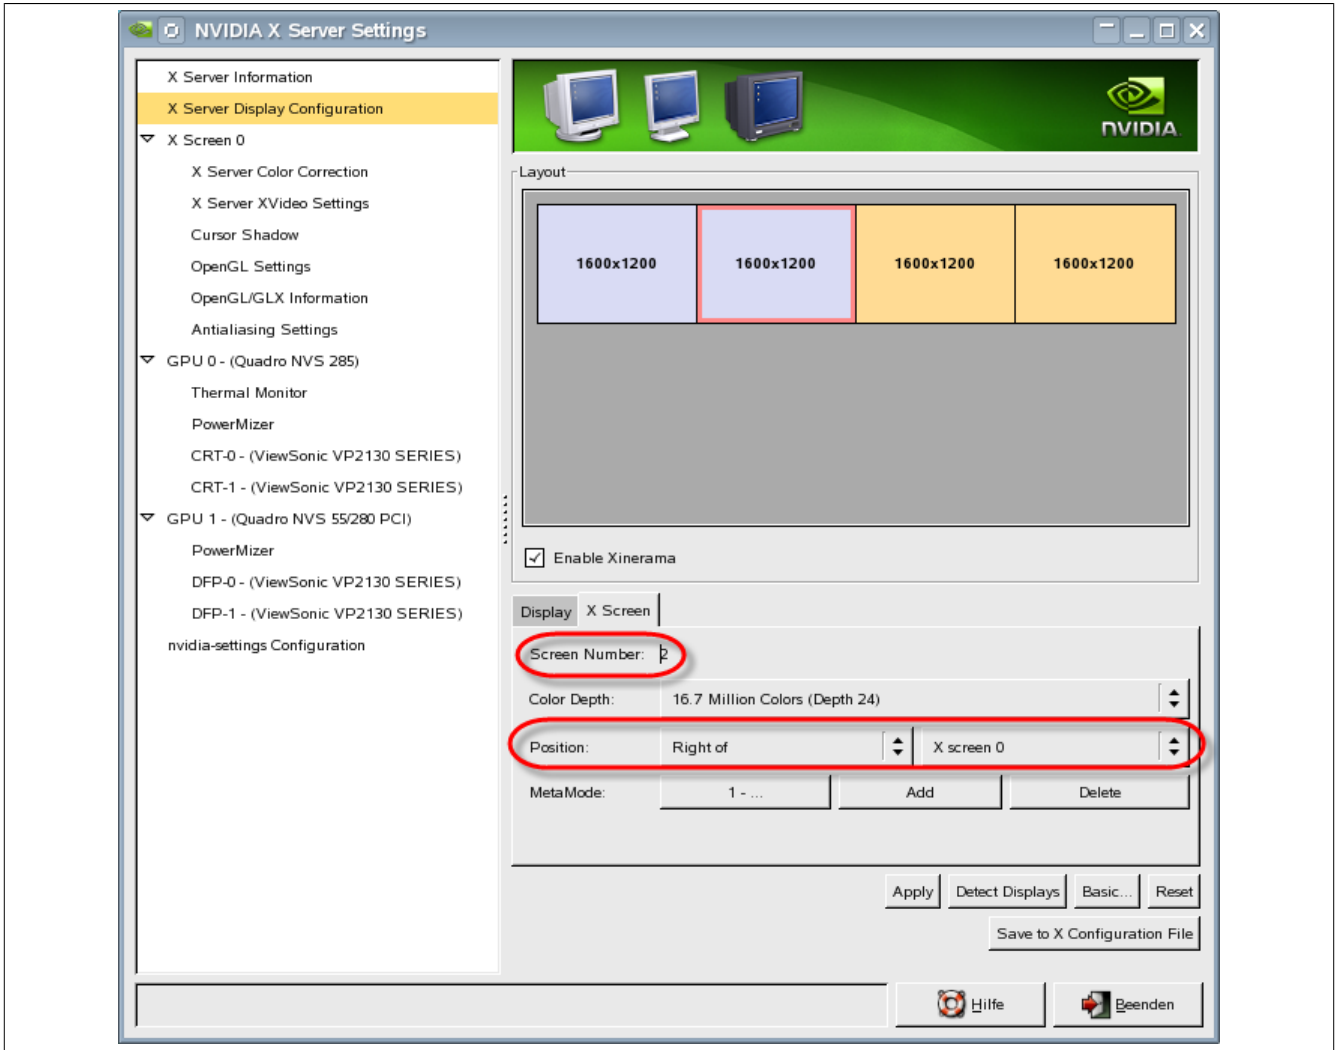 NVIDIA X Server Settings
X Server Information
X Server Display Configuration
X Screen 0
X Server Color Correction
X Server XVideo Settings
Cursor Shadow
OpenGL Settings
OpenGL/GLX Information
Antialiasing Settings
GPU 0 - (Quadro NVS 285)
Thermal Monitor
PowerMizer
CRT-0 - (ViewSonic VP2130 SERIES)
CRT-1 - (ViewSonic VP2130 SERIES)
GPU 1 - (Quadro NVS 55/280 PCI)
PowerMizer
DFP-0 - (ViewSonic VP2130 SERIES)
DFP-1 - (ViewSonic VP2130 SERIES)
nvidia-settings Configuration
NVIDIA.
Layout
1600x1200 1600x1200 1600x1200 1600x1200
Enable Xinerama
Display X Screen
Screen Number: 2
Color Depth: 16.7 Million Colors (Depth 24)
Position: Right of X screen 0
MetaMode: 1 - ... Add Delete
Apply Detect Displays Basic... Reset
Save to X Configuration File
Hilfe Beenden